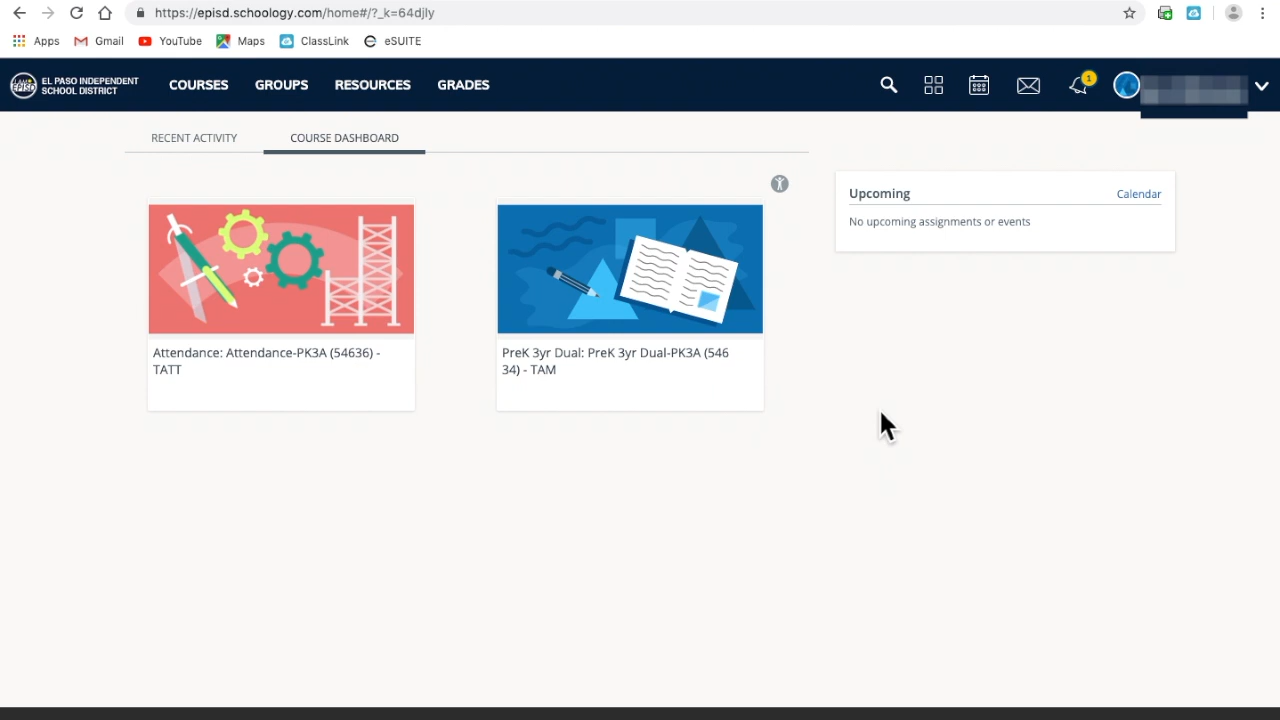 https://episd.schoology.com/home#/?_k=64djly
Apps Gmail YouTube Maps ClassLink eSUITE
EPISD
EL PASO INDEPENDENT
SCHOOL DISTRICT
COURSES GROUPS RESOURCES GRADES
1
RECENT ACTIVITY COURSE DASHBOARD
Upcoming Calendar
No upcoming assignments or events
Attendance: Attendance-PK3A (54636) -
TATT
PreK 3yr Dual: PreK 3yr Dual-PK3A (546
34) - TAM